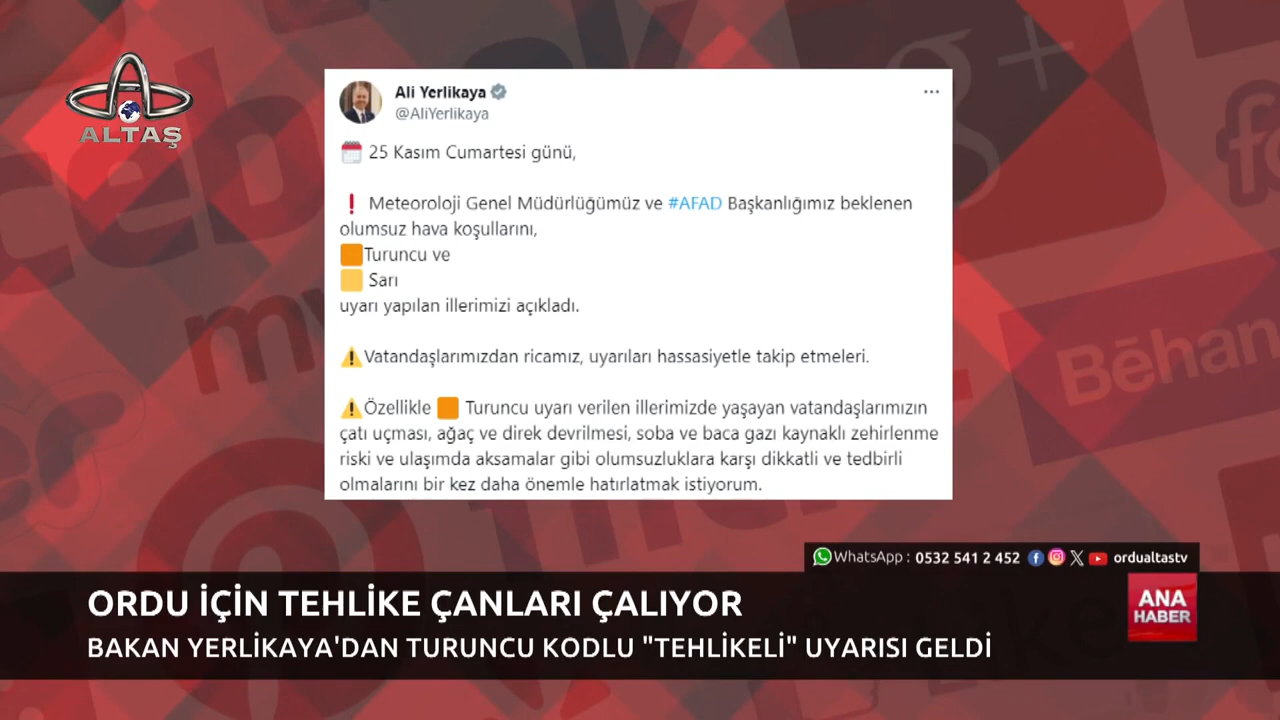 ALTAŞ
Ali Yerlikaya
@AliYerlikaya
25 Kasım Cumartesi günü,
❗ Meteoroloji Genel Müdürlüğümüz ve #AFAD Başkanlığımız beklenen
olumsuz hava koşullarını,
🟧Turuncu ve
🟨 Sarı
uyarı yapılan illerimizi açıkladı.
⚠️Vatandaşlarımızdan ricamız, uyarıları hassasiyetle takip etmeleri.
⚠️Özellikle 🟧 Turuncu uyarı verilen illerimizde yaşayan vatandaşlarımızın
çatı uçması, ağaç ve direk devrilmesi, soba ve baca gazı kaynaklı zehirlenme
riski ve ulaşımda aksamalar gibi olumsuzluklara karşı dikkatli ve tedbirli
olmalarını bir kez daha önemle hatırlatmak istiyorum.
g+
Bēhan
WhatsApp : 0532 541 2 452 ordualtastv
ORDU İÇİN TEHLİKE ÇANLARI ÇALIYOR
BAKAN YERLİKAYA'DAN TURUNCU KODLU "TEHLİKELİ" UYARISI GELDİ
ANA
HABER